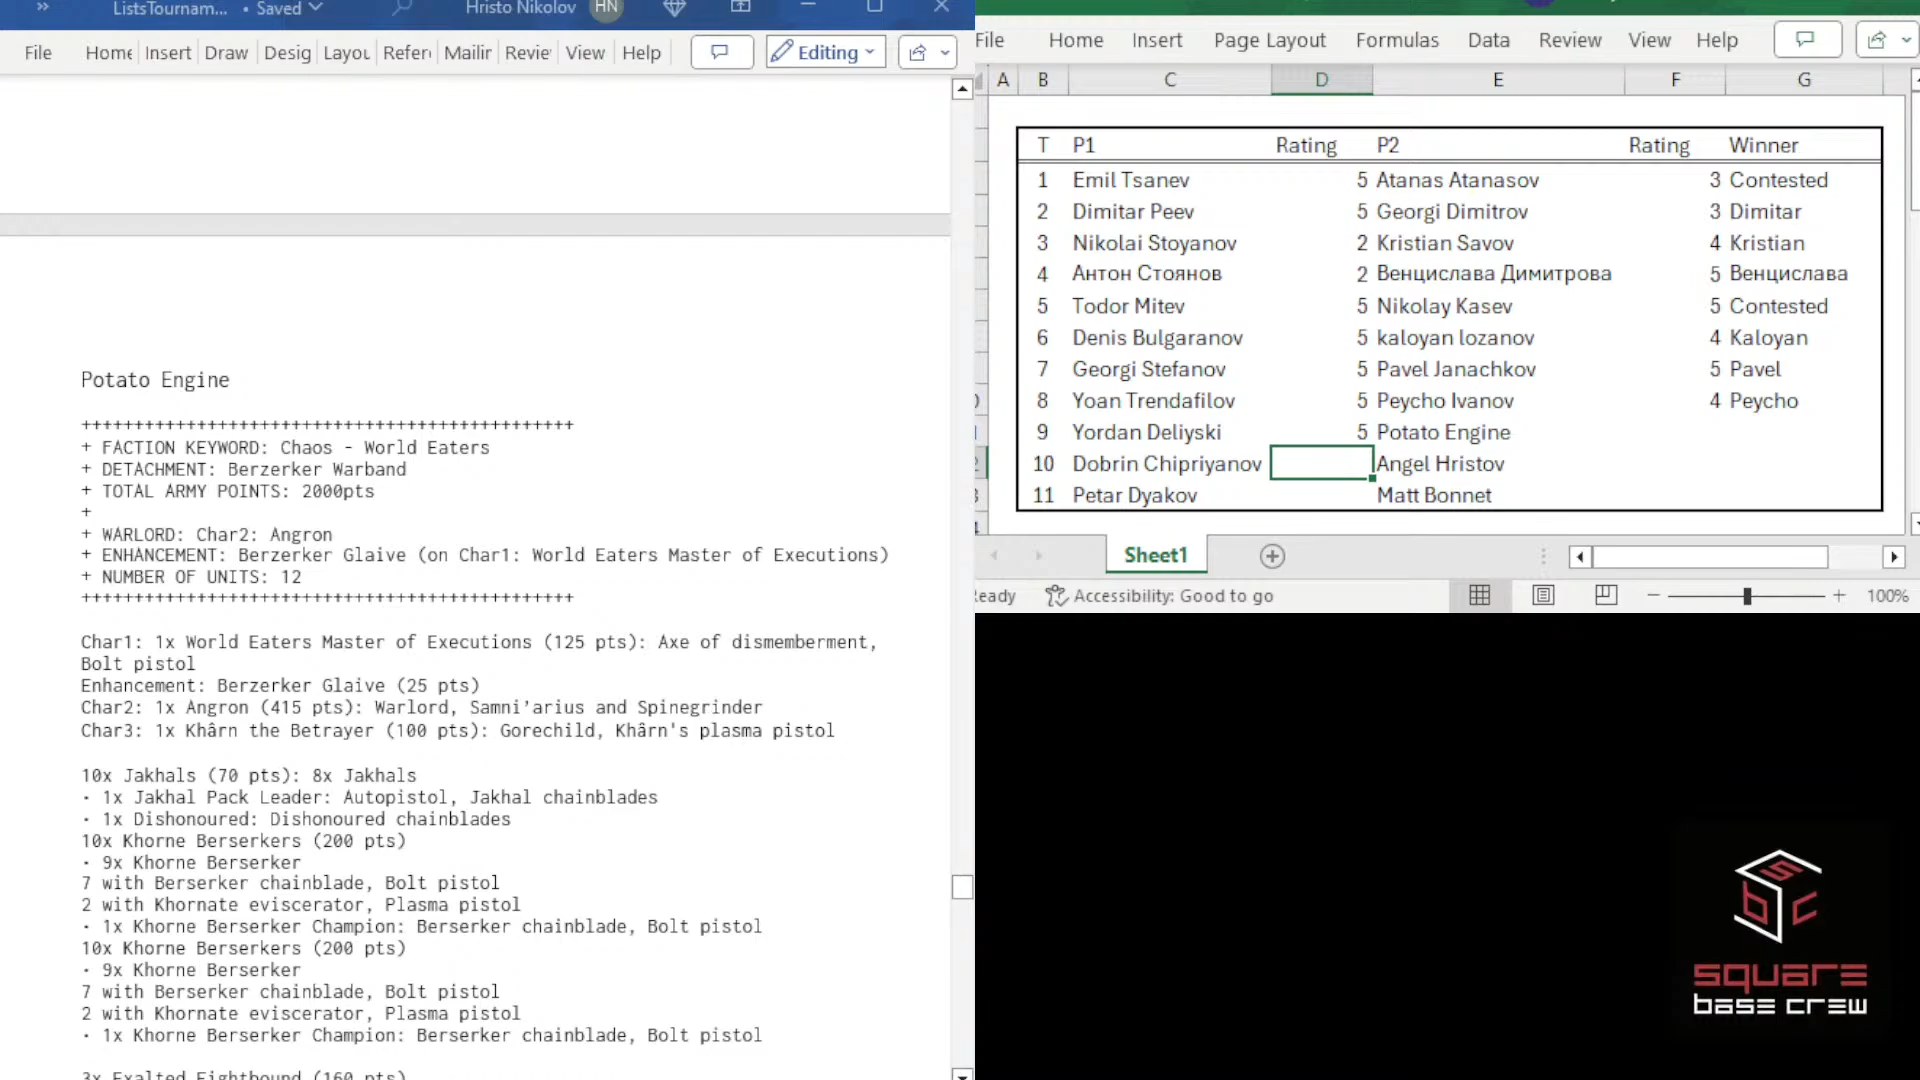 ListsTournam... • Saved
Hristo Nikolov HN
File Home Insert Draw Desig Layou Refer Mailin Revie View Help Editing
Potato Engine
+++++++++++++++++++++++++++++++++++++++++++++++
+ FACTION KEYWORD: Chaos - World Eaters
+ DETACHMENT: Berzerker Warband
+ TOTAL ARMY POINTS: 2000pts
+
+ WARLORD: Char2: Angron
+ ENHANCEMENT: Berzerker Glaive (on Char1: World Eaters Master of Executions)
+ NUMBER OF UNITS: 12
+++++++++++++++++++++++++++++++++++++++++++++++
Char1: 1x World Eaters Master of Executions (125 pts): Axe of dismemberment,
Bolt pistol
Enhancement: Berzerker Glaive (25 pts)
Char2: 1x Angron (415 pts): Warlord, Samni’arius and Spinegrinder
Char3: 1x Khârn the Betrayer (100 pts): Gorechild, Khârn's plasma pistol
10x Jakhals (70 pts): 8x Jakhals
• 1x Jakhal Pack Leader: Autopistol, Jakhal chainblades
• 1x Dishonoured: Dishonoured chainblades
10x Khorne Berserkers (200 pts)
• 9x Khorne Berserker
7 with Berserker chainblade, Bolt pistol
2 with Khornate eviscerator, Plasma pistol
• 1x Khorne Berserker Champion: Berserker chainblade, Bolt pistol
10x Khorne Berserkers (200 pts)
• 9x Khorne Berserker
7 with Berserker chainblade, Bolt pistol
2 with Khornate eviscerator, Plasma pistol
• 1x Khorne Berserker Champion: Berserker chainblade, Bolt pistol
3x Exalted Eightbound (160 pts)
File Home Insert Page Layout Formulas Data Review View Help
A B C D E F G
T P1 Rating P2 Rating Winner
1 Emil Tsanev 5 Atanas Atanasov 3 Contested
2 Dimitar Peev 5 Georgi Dimitrov 3 Dimitar
3 Nikolai Stoyanov 2 Kristian Savov 4 Kristian
4 Антон Стоянов 2 Венцислава Димитрова 5 Венцислава
5 Todor Mitev 5 Nikolay Kasev 5 Contested
6 Denis Bulgaranov 5 kaloyan lozanov 4 Kaloyan
7 Georgi Stefanov 5 Pavel Janachkov 5 Pavel
8 Yoan Trendafilov 5 Peycho Ivanov 4 Peycho
9 Yordan Deliyski 5 Potato Engine
10 Dobrin Chipriyanov Angel Hristov
11 Petar Dyakov Matt Bonnet
Sheet1
eady Accessibility: Good to go 100%
sbc
square
base crew